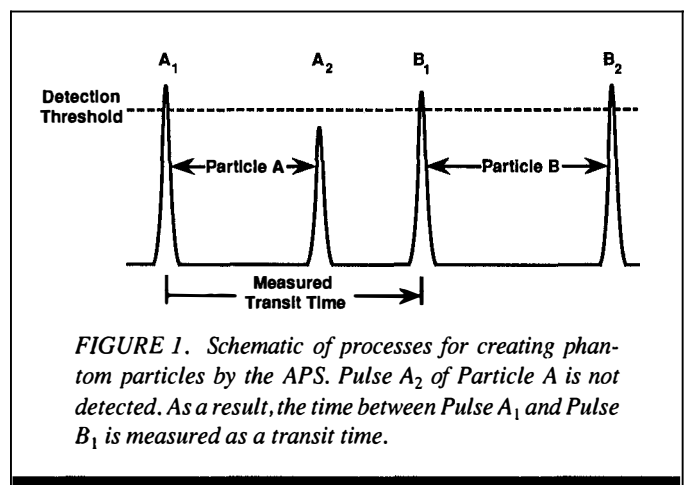 A1 A2 B1 B2
Detection
Threshold
Particle A Particle B
Measured
Transit Time
FIGURE 1. Schematic of processes for creating phan-
tom particles by the APS. Pulse A2 of Particle A is not
detected. As a result, the time between Pulse A1 and Pulse
B1 is measured as a transit time.